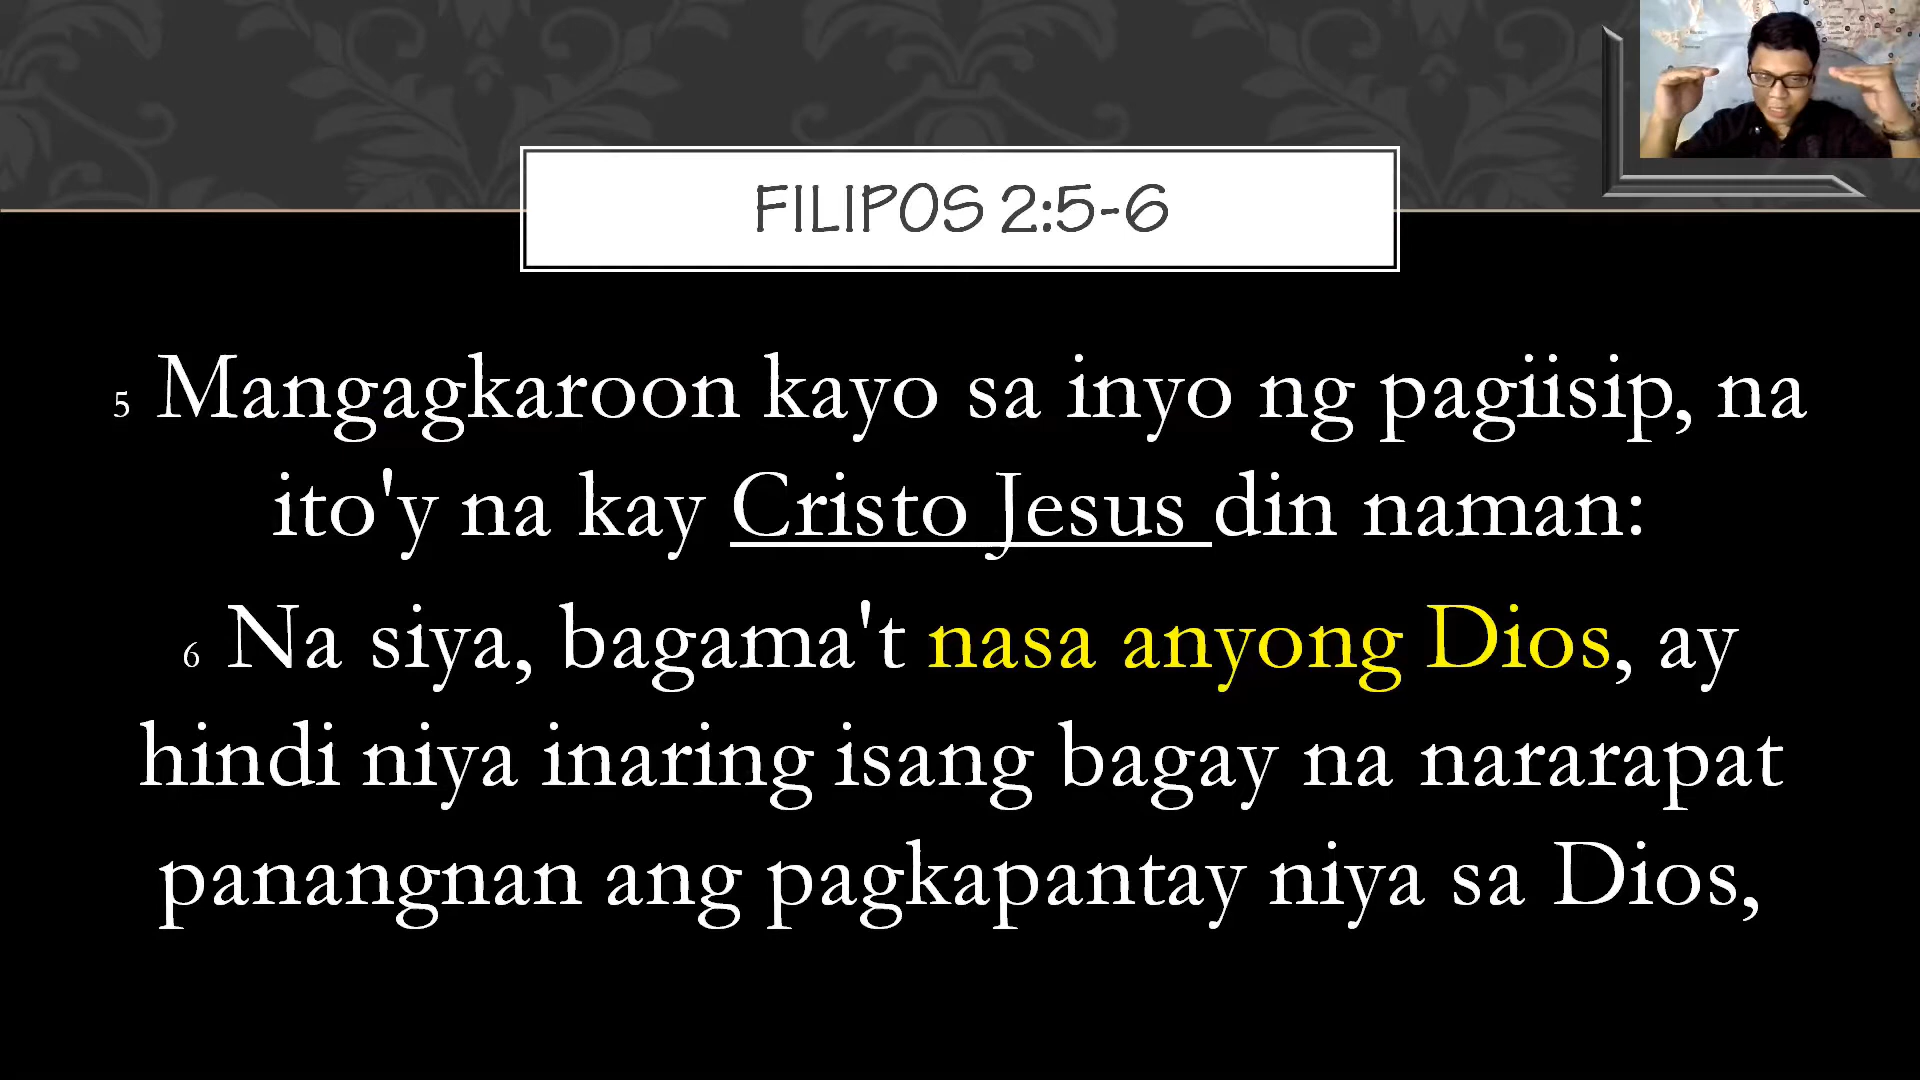 FILIPOS 2:5-6
5 Mangagkaroon kayo sa inyo ng pagiisip, na
ito'y na kay Cristo Jesus din naman:
6 Na siya, bagama't nasa anyong Dios, ay
hindi niya inaring isang bagay na nararapat
panangnan ang pagkapantay niya sa Dios,